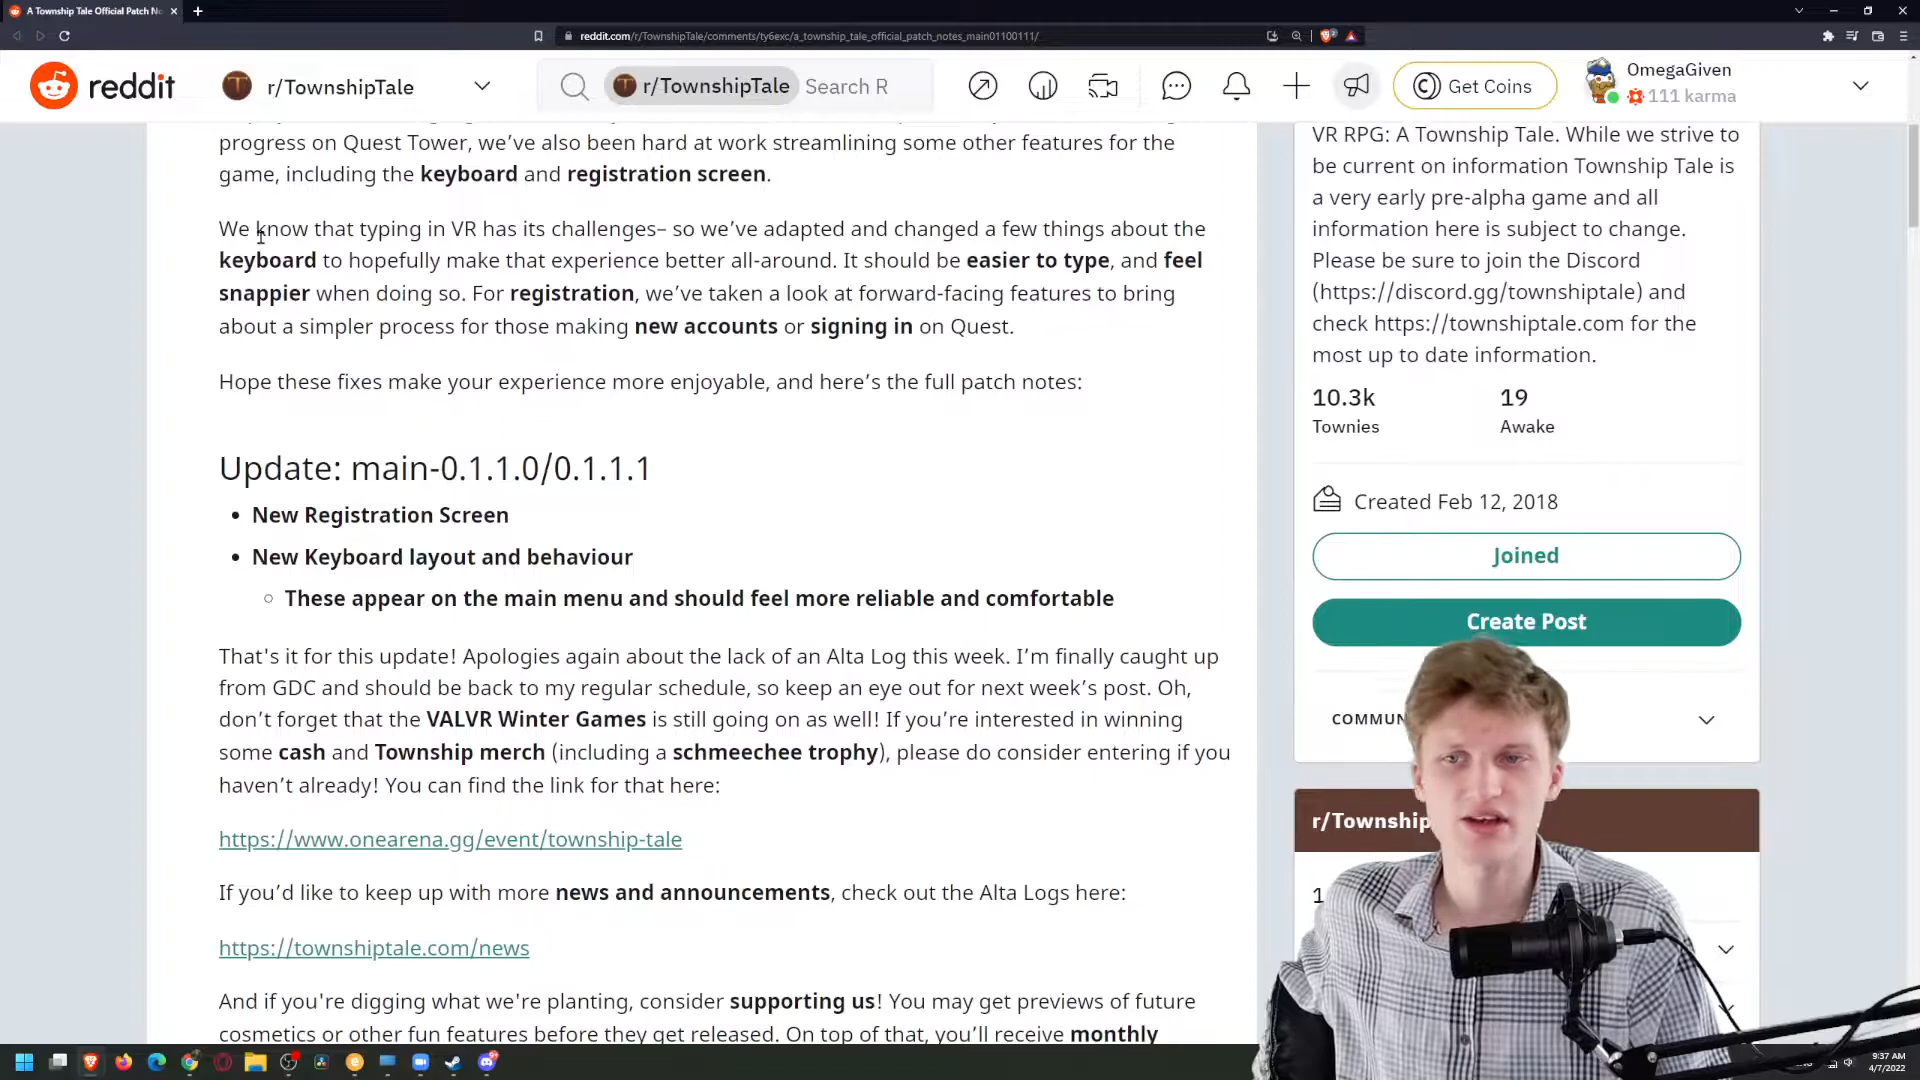 A Township Tale Official Patch No
reddit.com/r/TownshipTale/comments/ty6exc/a_township_tale_official_patch_notes_main01100111/
reddit
r/TownshipTale
r/TownshipTale Search R
Get Coins
OmegaGiven
111 karma
progress on Quest Tower, we’ve also been hard at work streamlining some other features for the
game, including the keyboard and registration screen.
We know that typing in VR has its challenges– so we’ve adapted and changed a few things about the
keyboard to hopefully make that experience better all-around. It should be easier to type, and feel
snappier when doing so. For registration, we’ve taken a look at forward-facing features to bring
about a simpler process for those making new accounts or signing in on Quest.
Hope these fixes make your experience more enjoyable, and here’s the full patch notes:
Update: main-0.1.1.0/0.1.1.1
• New Registration Screen
• New Keyboard layout and behaviour
◦ These appear on the main menu and should feel more reliable and comfortable
That's it for this update! Apologies again about the lack of an Alta Log this week. I’m finally caught up
from GDC and should be back to my regular schedule, so keep an eye out for next week’s post. Oh,
don’t forget that the VALVR Winter Games is still going on as well! If you’re interested in winning
some cash and Township merch (including a schmeechee trophy), please do consider entering if you
haven’t already! You can find the link for that here:
https://www.onearena.gg/event/township-tale
If you’d like to keep up with more news and announcements, check out the Alta Logs here:
https://townshiptale.com/news
And if you're digging what we're planting, consider supporting us! You may get previews of future
cosmetics or other fun features before they get released. On top of that, you’ll receive monthly
VR RPG: A Township Tale. While we strive to
be current on information Township Tale is
a very early pre-alpha game and all
information here is subject to change.
Please be sure to join the Discord
(https://discord.gg/townshiptale) and
check https://townshiptale.com for the
most up to date information.
10.3k 19
Townies Awake
Created Feb 12, 2018
Joined
Create Post
COMMUN
r/Township
1
9:37 AM
4/7/2022